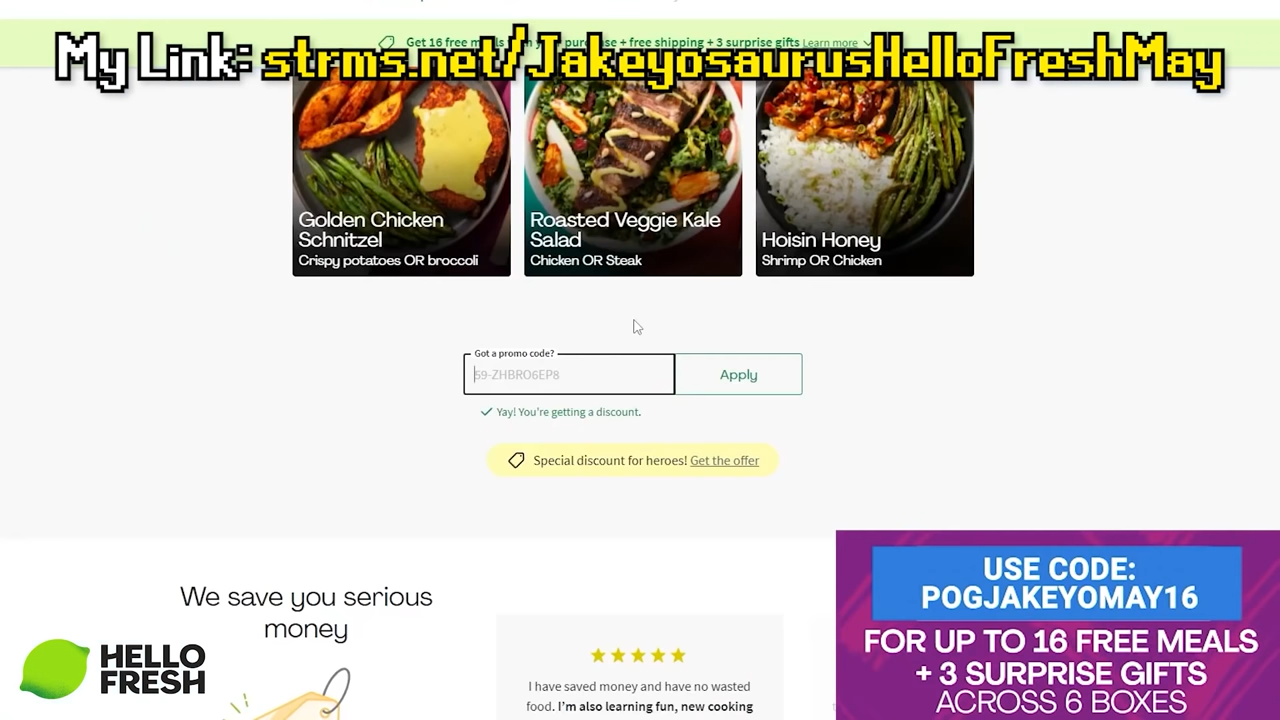 My Link: strms.net/JakeyosaurusHelloFreshMay
Get 16 free meals purchase + free shipping + 3 surprise gifts Learn more
Golden Chicken
Schnitzel
Crispy potatoes OR broccoli
Roasted Veggie Kale
Salad
Chicken OR Steak
Hoisin Honey
Shrimp OR Chicken
Got a promo code?
59-ZHBRO6EP8
Apply
Yay! You're getting a discount.
Special discount for heroes! Get the offer
We save you serious
money
I have saved money and have no wasted
food. I'm also learning fun, new cooking
HELLO
FRESH
USE CODE:
POGJAKEYOMAY16
FOR UP TO 16 FREE MEALS
+ 3 SURPRISE GIFTS
ACROSS 6 BOXES